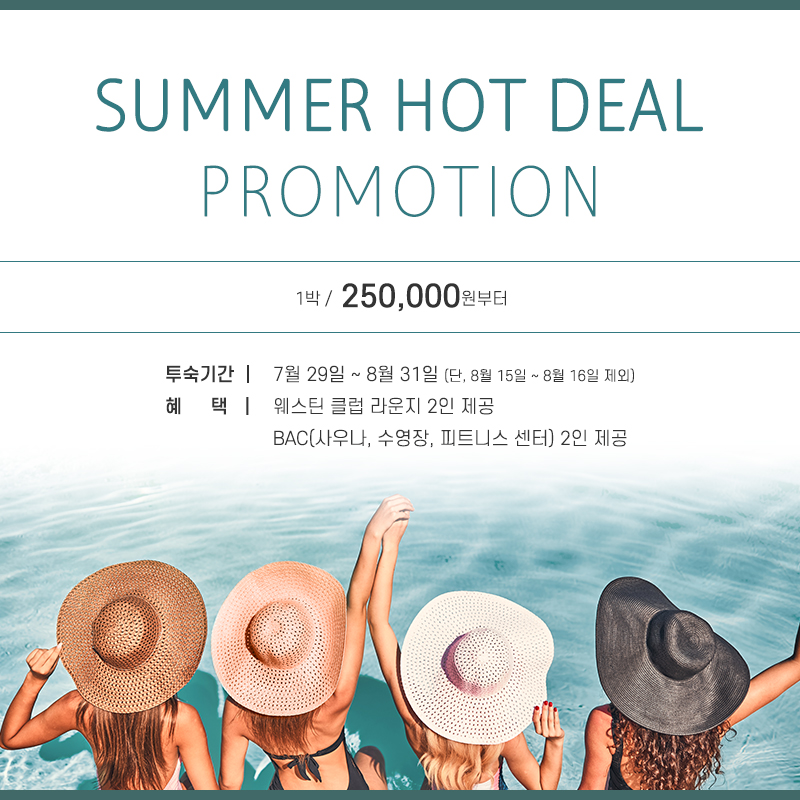 SUMMER HOT DEAL
PROMOTION
1박 / 250,000원부터
투숙기간 | 7월 29일 ~ 8월 31일 (단, 8월 15일 ~ 8월 16일 제외)
혜 택 | 웨스틴 클럽 라운지 2인 제공
BAC(사우나, 수영장, 피트니스 센터) 2인 제공